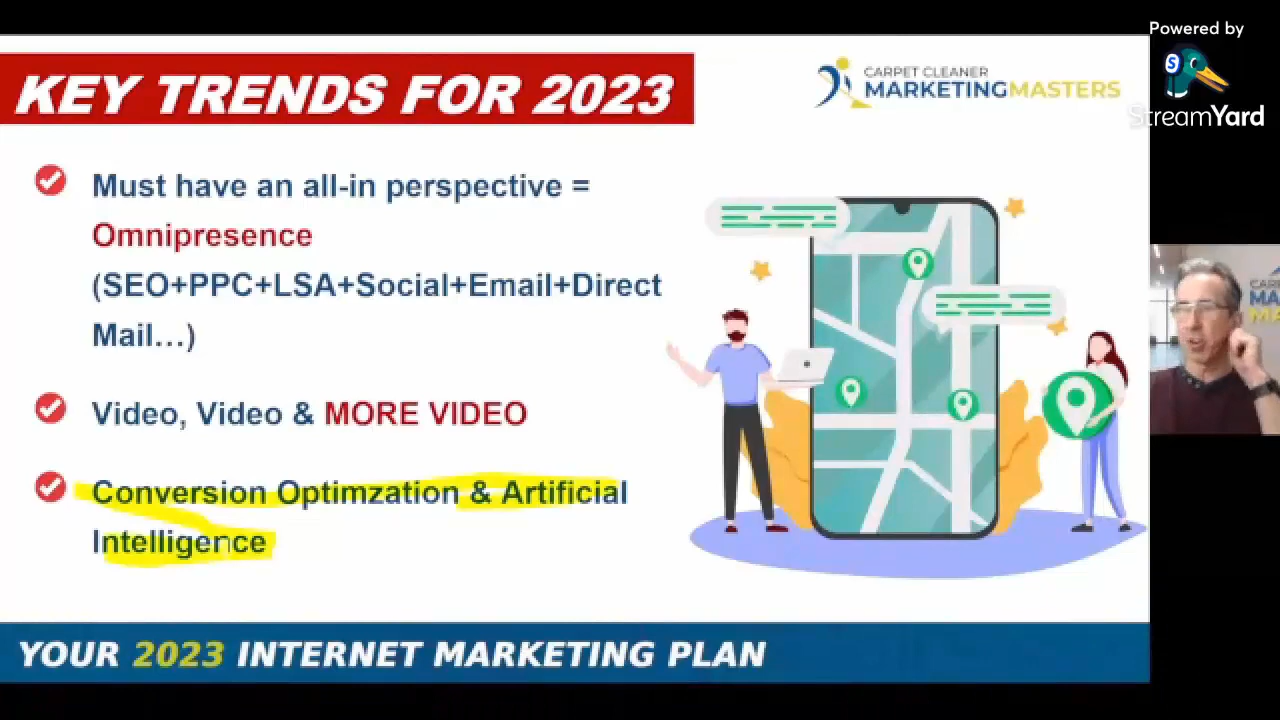 Powered by
StreamYard
KEY TRENDS FOR 2023
CARPET CLEANER
MARKETINGMASTERS
Must have an all-in perspective =
Omnipresence
(SEO+PPC+LSA+Social+Email+Direct
Mail...)
Video, Video & MORE VIDEO
Conversion Optimzation & Artificial
Intelligence
YOUR 2023 INTERNET MARKETING PLAN